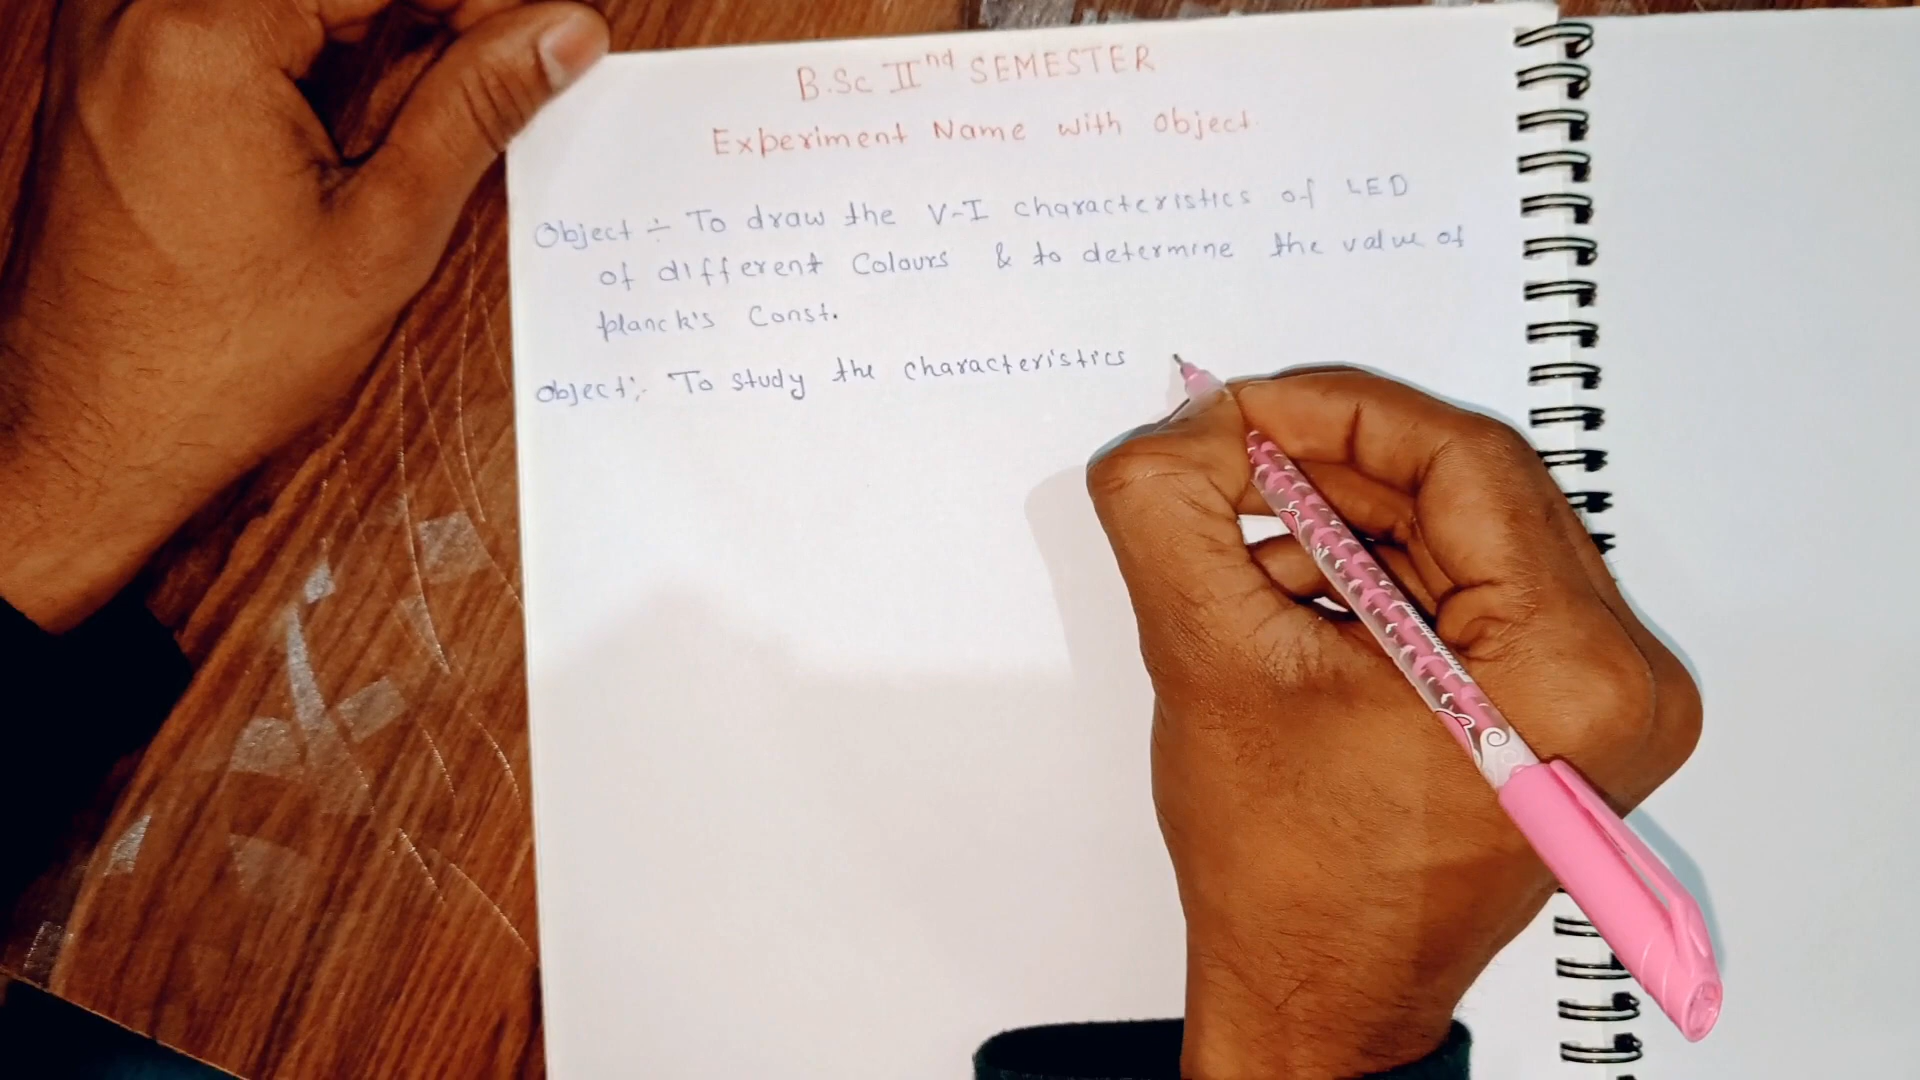 B.Sc IInd SEMESTER
Experiment Name with Object.
Object ÷ To draw the V-I characteristics of LED
of different Colours & to determine the value of
planck's Const.
Object:- To study the characteristics